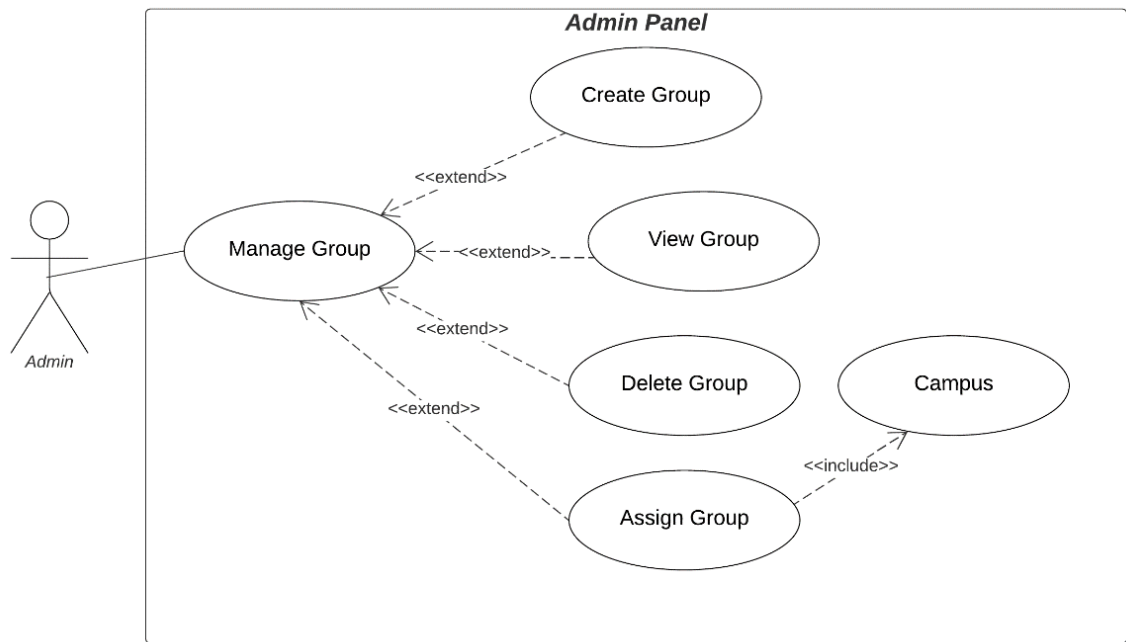 Admin Panel
Create Group
<<extend>>
Manage Group
View Group
<<extend>>
<<extend>>
Admin
Delete Group
Campus
<<extend>>
<<include>>
Assign Group